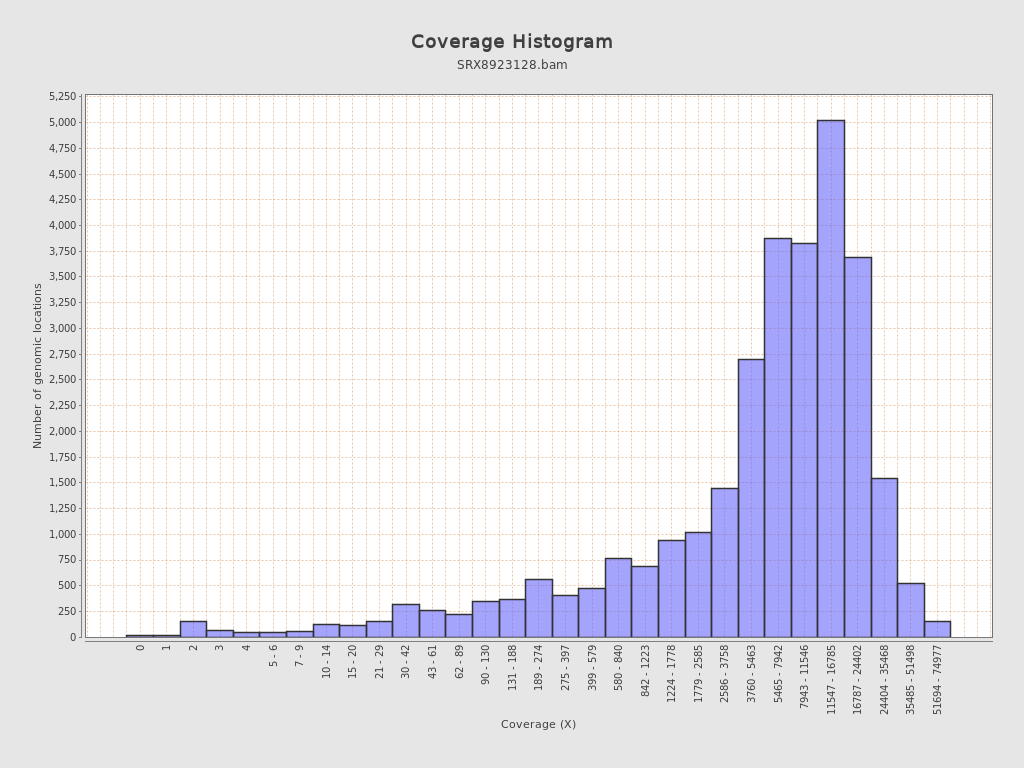 Coverage Histogram
SRX8923128.bam
Number of genomic locations
5,250
5,000
4,750
4,500
4,250
4,000
3,750
3,500
3,250
3,000
2,750
2,500
2,250
2,000
1,750
1,500
1,250
1,000
750
500
250
0
0
1
2
3
4
5 - 6
7 - 9
10 - 14
15 - 20
21 - 29
30 - 42
43 - 61
62 - 89
90 - 130
131 - 188
189 - 274
275 - 397
399 - 579
580 - 840
842 - 1223
1224 - 1778
1779 - 2585
2586 - 3758
3760 - 5463
5465 - 7942
7943 - 11546
11547 - 16785
16787 - 24402
24404 - 35468
35485 - 51498
51694 - 74977
Coverage (X)